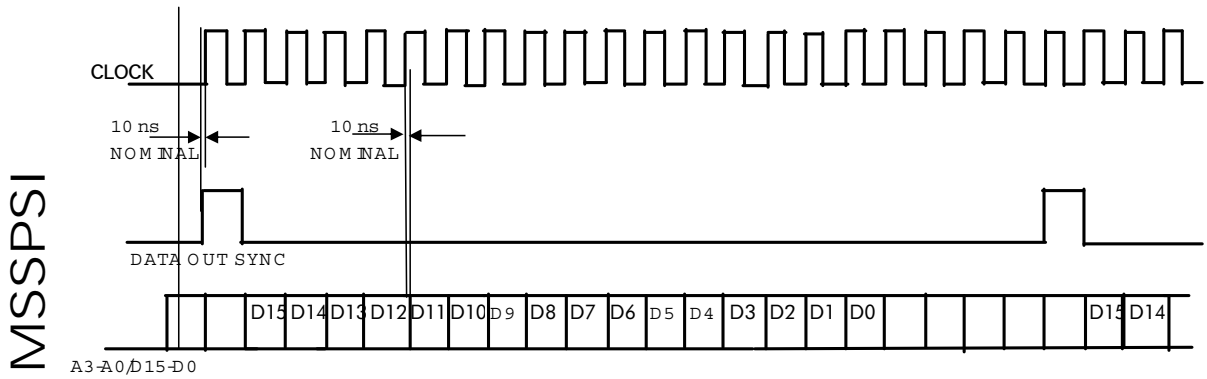 MSSPSI
CLOCK
10 ns
NOMINAL
10 ns
NOMINAL
DATA OUT SYNC
D15 D14 D13 D12 D11 D10 D9 D8 D7 D6 D5 D4 D3 D2 D1 D0 D15 D14
A3-A0/D15-D0